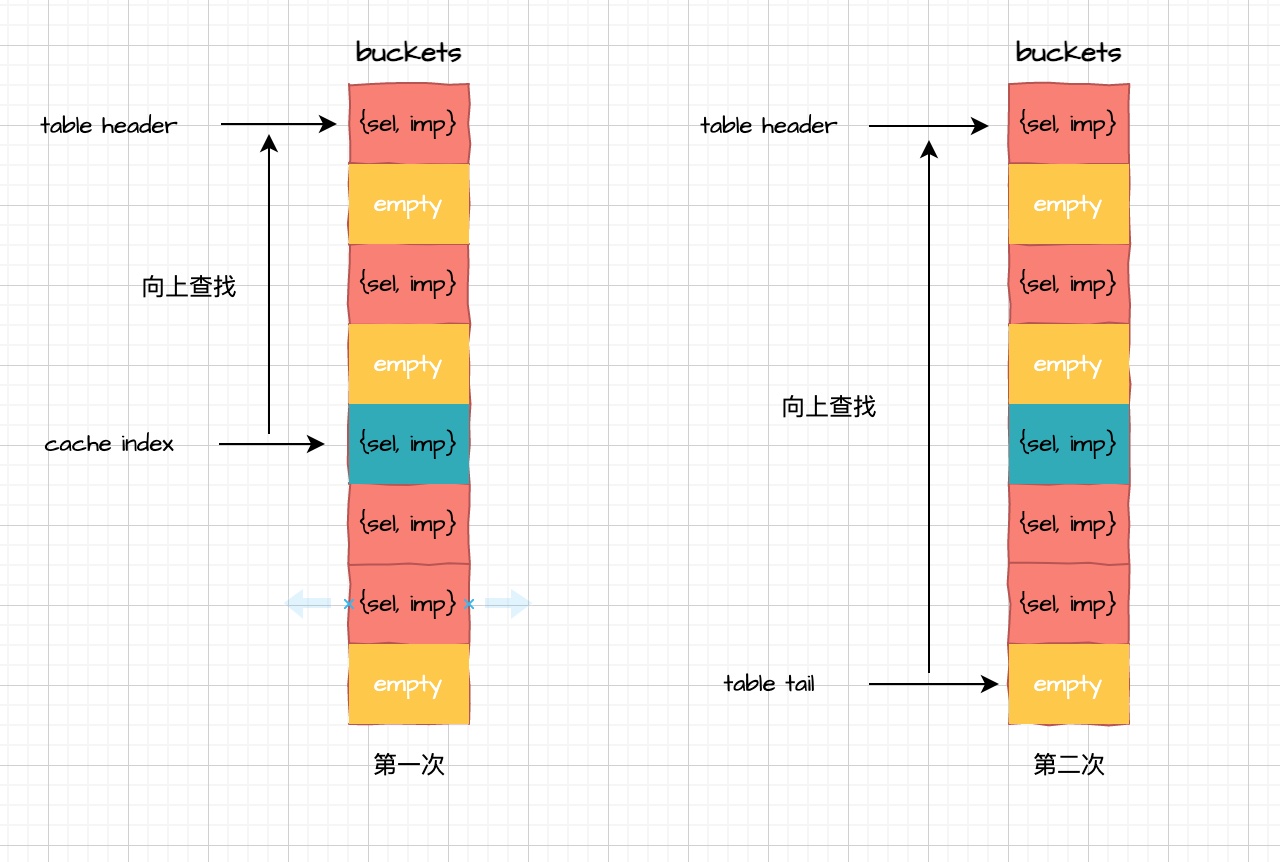 buckets
table header
{sel, imp}
empty
{sel, imp}
向上查找
empty
cache index
{sel, imp}
{sel, imp}
{sel, imp}
empty
第一次
buckets
table header
{sel, imp}
empty
{sel, imp}
empty
向上查找
{sel, imp}
{sel, imp}
{sel, imp}
table tail
empty
第二次